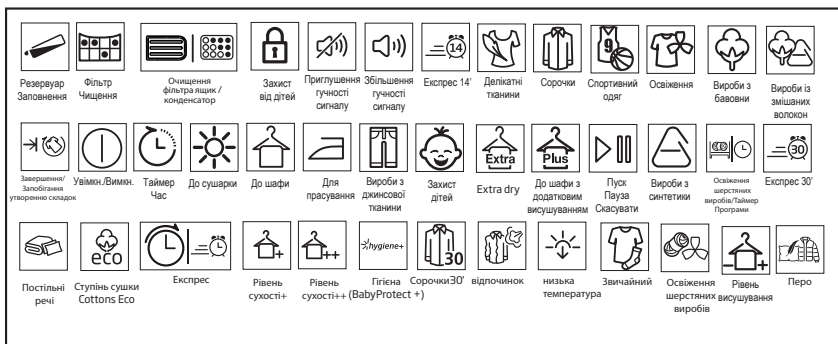 14
9
Резервуар
Заповнення
Фільтр
Чищення
Очищення
фільтра ящик /
конденсатор
Захист
від дітей
Приглушення
гучності
сигналу
Збільшення
гучності
сигналу
Експрес 14'
Делікатні
тканини
Сорочки
Спортивний
одяг
Освіження
Вироби з
бавовни
Вироби із
змішаних
волокон
Extra
Plus
30
Завершення/
Запобігання
утворенню складок
Увімкн./Вимкн.
Таймер
Час
До сушарки
До шафи
Для
прасування
Вироби з
джинсової
тканини
Захист
дітей
Extra dry
До шафи з
додатковим
висушуванням
Пуск
Пауза
Скасувати
Вироби з
синтетики
Освіження
шерстяних
виробів/Таймер
Програми
Експрес 30'
eco
+
++
hygiene+
30
- +
Постільні
речі
Ступінь сушки
Cottons Eco
Експрес
Рівень
сухості+
Рівень
сухості++
Гігієна
(BabyProtect +)
Сорочки30'
відпочинок
низька
температура
Звичайний
Освіження
шерстяних
виробів
Рівень
висушування
Перо